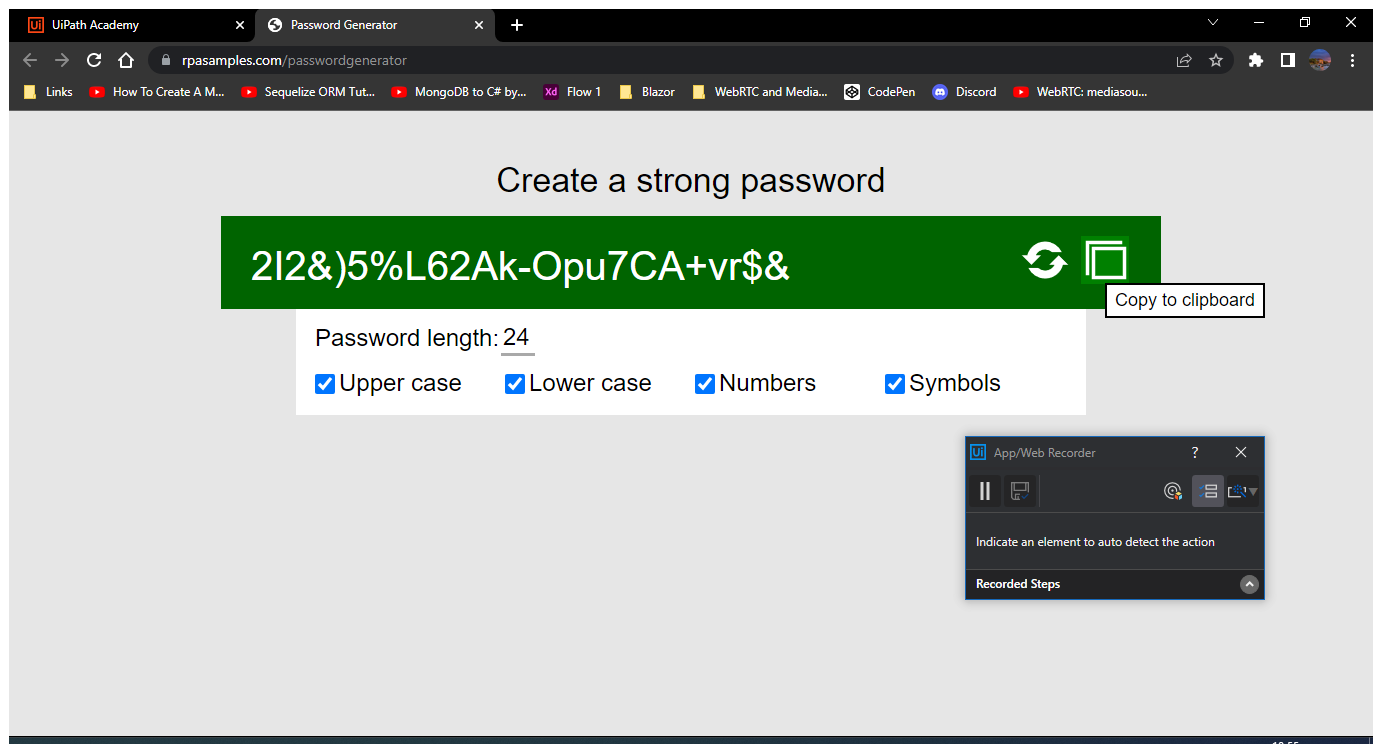 UiPath Academy
Password Generator
rpasamples.com/passwordgenerator
Links How To Create A M... Sequelize ORM Tut... MongoDB to C# by... Xd Flow 1 Blazor WebRTC and Media... CodePen Discord WebRTC: mediasou...
Create a strong password
2I2&)5%L62Ak-Opu7CA+vr$&
Copy to clipboard
Password length: 24
Upper case Lower case Numbers Symbols
Ui App/Web Recorder ?
Indicate an element to auto detect the action
Recorded Steps